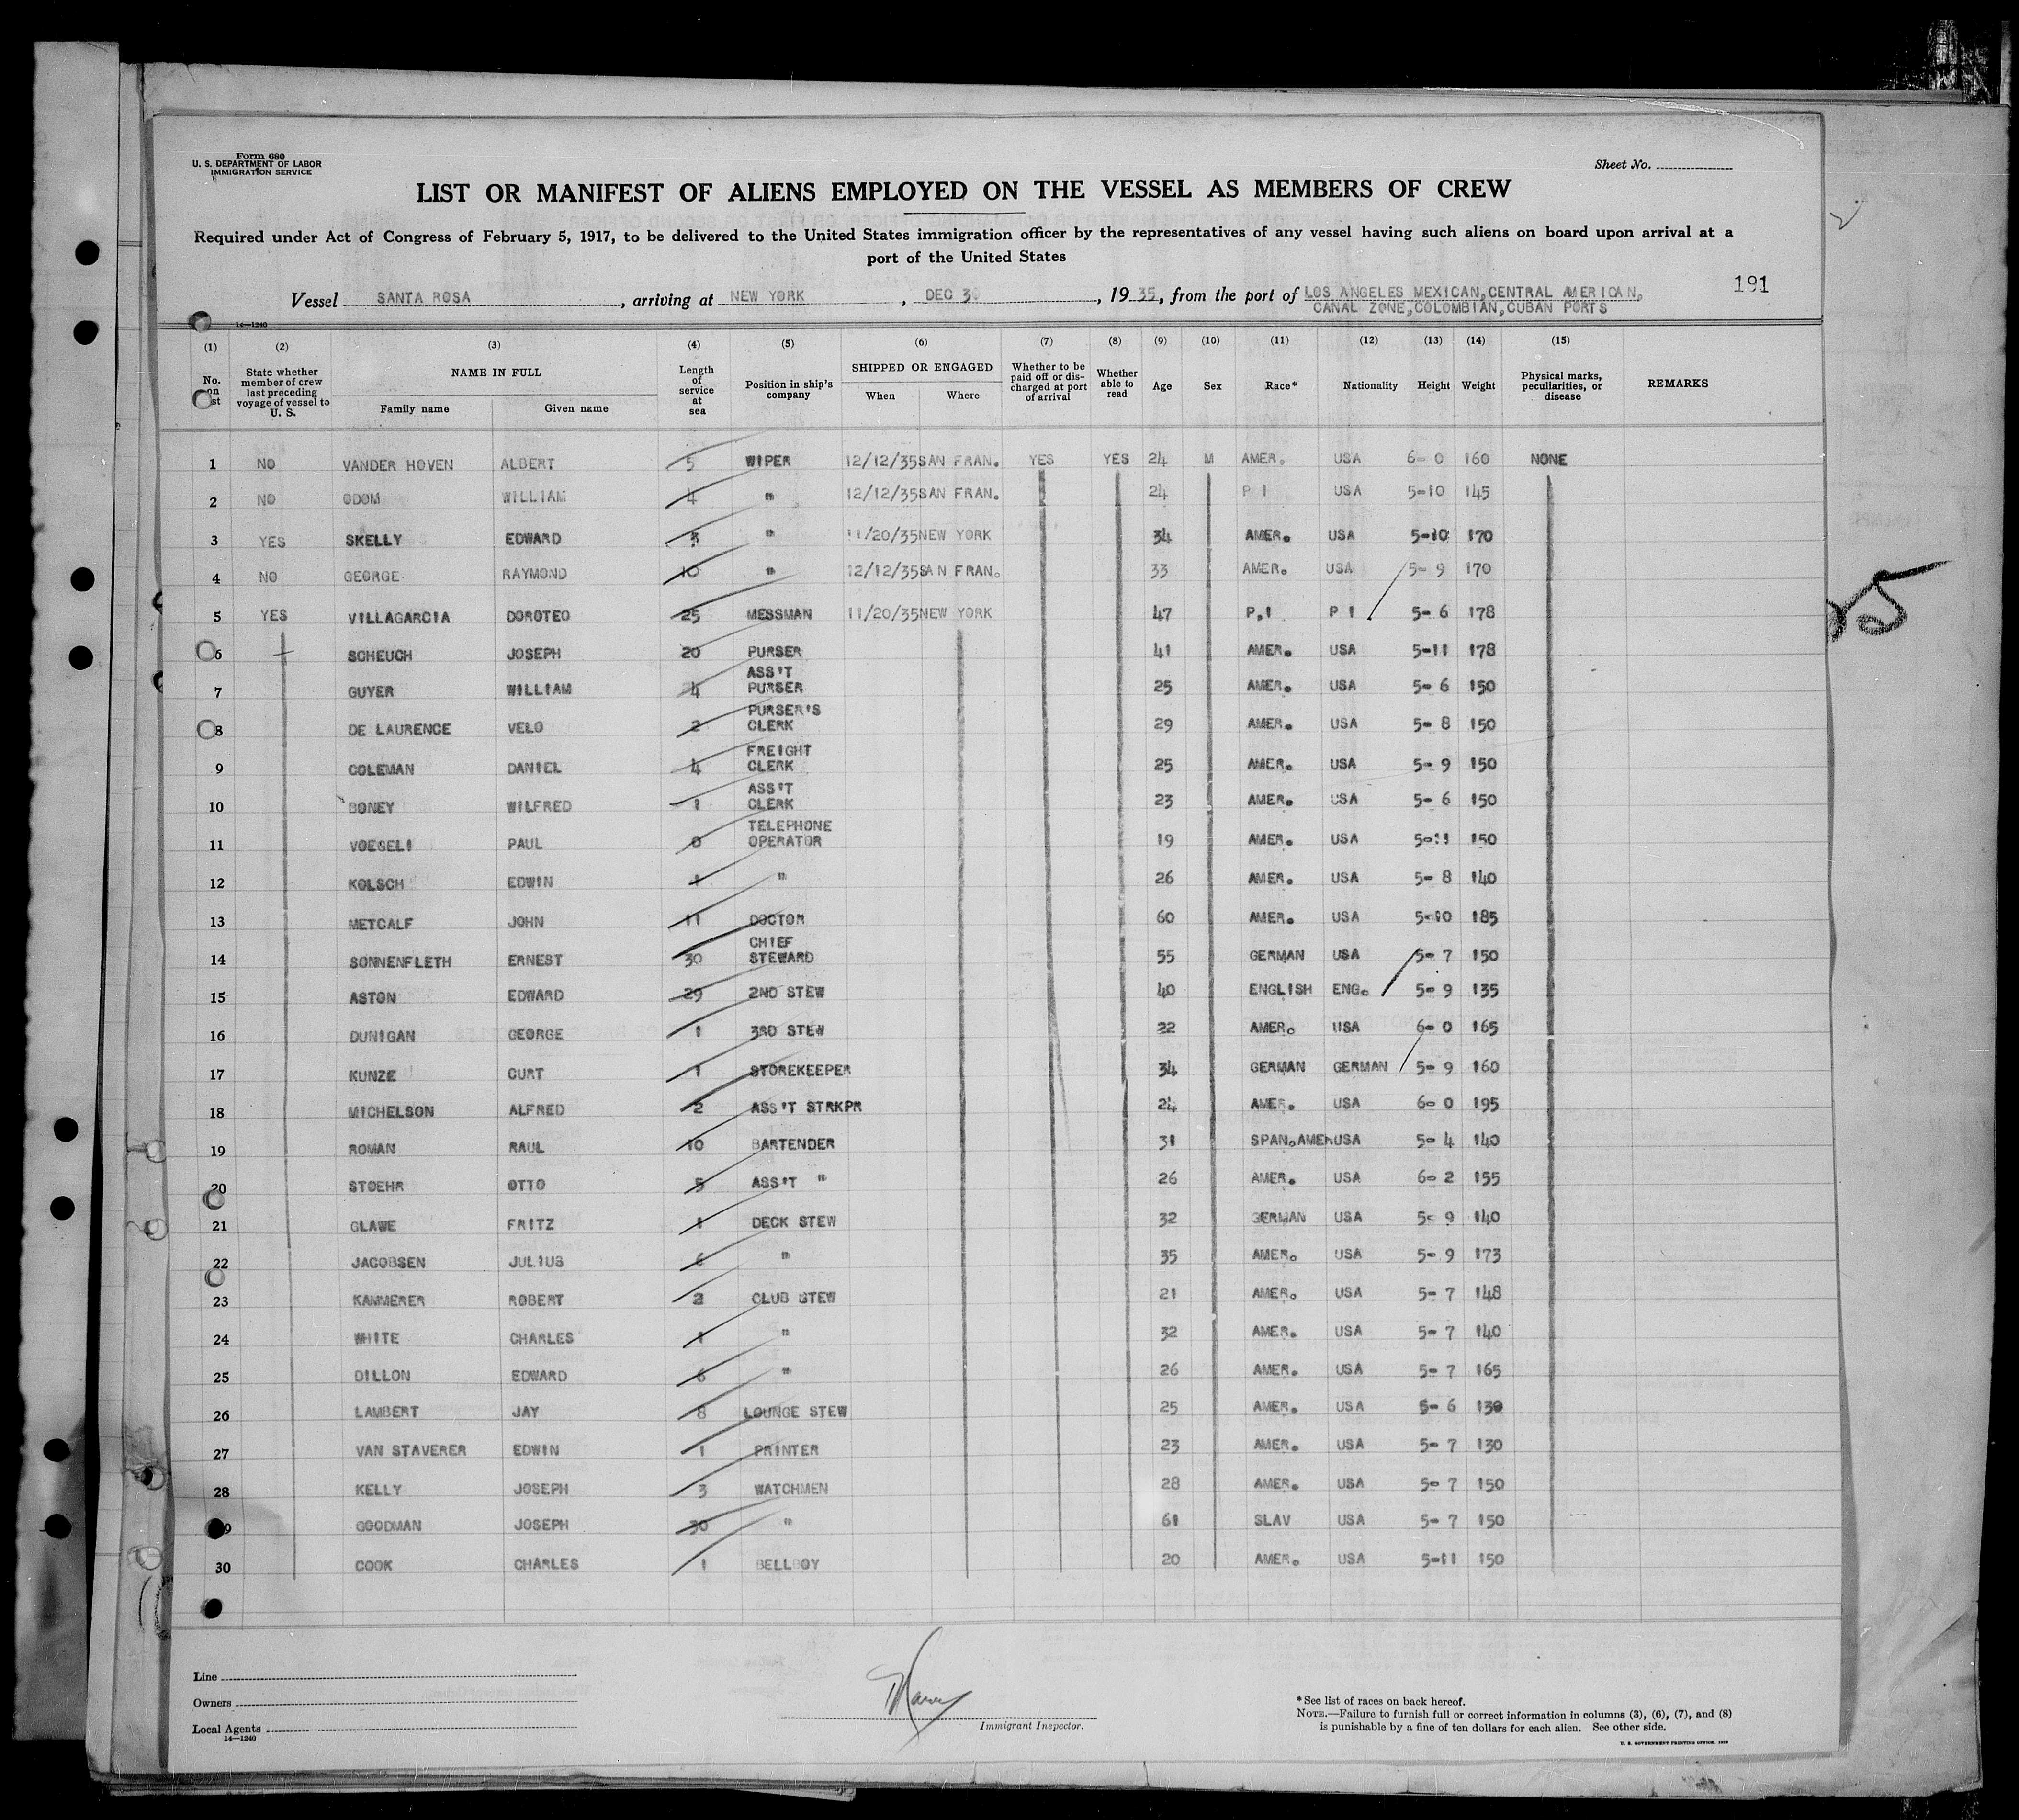 Form 680
U. S. DEPARTMENT OF LABOR
IMMIGRATION SERVICE
Sheet No.
LIST OR MANIFEST OF ALIENS EMPLOYED ON THE VESSEL AS MEMBERS OF CREW
Required under Act of Congress of February 5, 1917, to be delivered to the United States immigration officer by the representatives of any vessel having such aliens on board upon arrival at a
port of the United States
191
Vessel SANTA ROSA, arriving at NEW YORK, DEC 3, 1935, from the port of LOS ANGELES MEXICAN, CENTRAL AMERICAN,
CANAL ZONE, COLOMBIAN, CUBAN PORTS
14—1240
(1) (2) (3) (4) (5) (6) (7) (8) (9) (10) (11) (12) (13) (14) (15)
No. on list State whether member of crew last preceding voyage of vessel to U. S. NAME IN FULL Family name Given name Length of service at sea Position in ship's company SHIPPED OR ENGAGED When Where Whether to be paid off or discharged at port of arrival Whether able to read Age Sex Race* Nationality Height Weight Physical marks, peculiarities, or disease REMARKS
1 NO VANDER HOVEN ALBERT 5 WIPER 12/12/35 SAN FRAN. YES YES 24 M AMER. USA 6-0 160 NONE
2 NO ODOM WILLIAM 4 " 12/12/35 SAN FRAN. 24 P I USA 5-10 145
3 YES SKELLY EDWARD 3 " 11/20/35 NEW YORK 34 AMER. USA 5-10 170
4 NO GEORGE RAYMOND 10 " 12/12/35 SAN FRAN. 33 AMER. USA 5-9 170
5 YES VILLAGARCIA DOROTEO 25 MESSMAN 11/20/35 NEW YORK 47 P.I P I 5-6 178
6 SCHEUCH JOSEPH 20 PURSER 41 AMER. USA 5-11 178
7 GUYER WILLIAM 4 ASS'T PURSER 25 AMER. USA 5-6 150
8 DE LAURENCE VELO 2 PURSER'S CLERK 29 AMER. USA 5-8 150
9 COLEMAN DANIEL 4 FREIGHT CLERK 25 AMER. USA 5-9 150
10 BONEY WILFRED 1 ASS'T CLERK 23 AMER. USA 5-6 150
11 VOEGELI PAUL 0 TELEPHONE OPERATOR 19 AMER. USA 5-11 150
12 KOLSCH EDWIN 1 " 26 AMER. USA 5-8 140
13 METCALF JOHN 11 DOCTOR 60 AMER. USA 5-10 185
14 SONNENFLETH ERNEST 30 CHIEF STEWARD 55 GERMAN USA 5-7 150
15 ASTON EDWARD 29 2ND STEW 40 ENGLISH ENG. 5-9 135
16 DUNIGAN GEORGE 1 3RD STEW 22 AMER. USA 6-0 165
17 KUNZE CURT 1 STOREKEEPER 34 GERMAN GERMAN 5-9 160
18 MICHELSON ALFRED 2 ASS'T STRKPR 24 AMER. USA 6-0 195
19 ROMAN RAUL 10 BARTENDER 31 SPAN.AMER USA 5-4 140
20 STOEHR OTTO 5 ASS'T " 26 AMER. USA 6-2 155
21 GLAWE FRITZ 1 DECK STEW 32 GERMAN USA 5-9 140
22 JACOBSEN JULIUS 6 " 35 AMER. USA 5-9 173
23 KAMMERER ROBERT 2 CLUB STEW 21 AMER. USA 5-7 148
24 WHITE CHARLES 1 " 32 AMER. USA 5-7 140
25 DILLON EDWARD 6 " 26 AMER. USA 5-7 165
26 LAMBERT JAY 8 LOUNGE STEW 25 AMER. USA 5-6 130
27 VAN STAVERER EDWIN 1 PRINTER 23 AMER. USA 5-7 130
28 KELLY JOSEPH 3 WATCHMEN 28 AMER. USA 5-7 150
29 GOODMAN JOSEPH 30 " 61 SLAV USA 5-7 150
30 COOK CHARLES 1 BELLBOY 20 AMER. USA 5-11 150
Line
Owners
Local Agents
14—1240
Immigrant Inspector.
*See list of races on back hereof.
NOTE.—Failure to furnish full or correct information in columns (3), (6), (7), and (8)
is punishable by a fine of ten dollars for each alien. See other side.